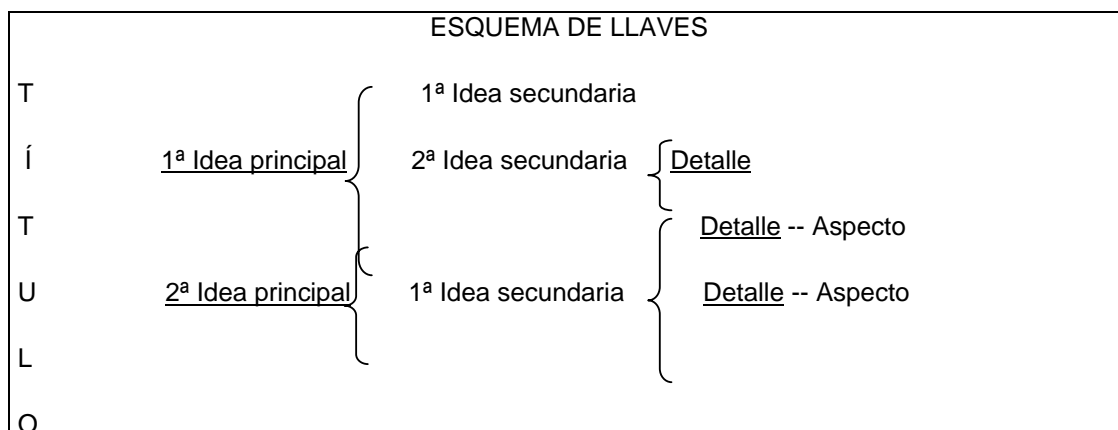 ESQUEMA DE LLAVES
T 1ª Idea secundaria
Í 1ª Idea principal 2ª Idea secundaria Detalle
T Detalle -- Aspecto
U 2ª Idea principal 1ª Idea secundaria Detalle -- Aspecto
L
O